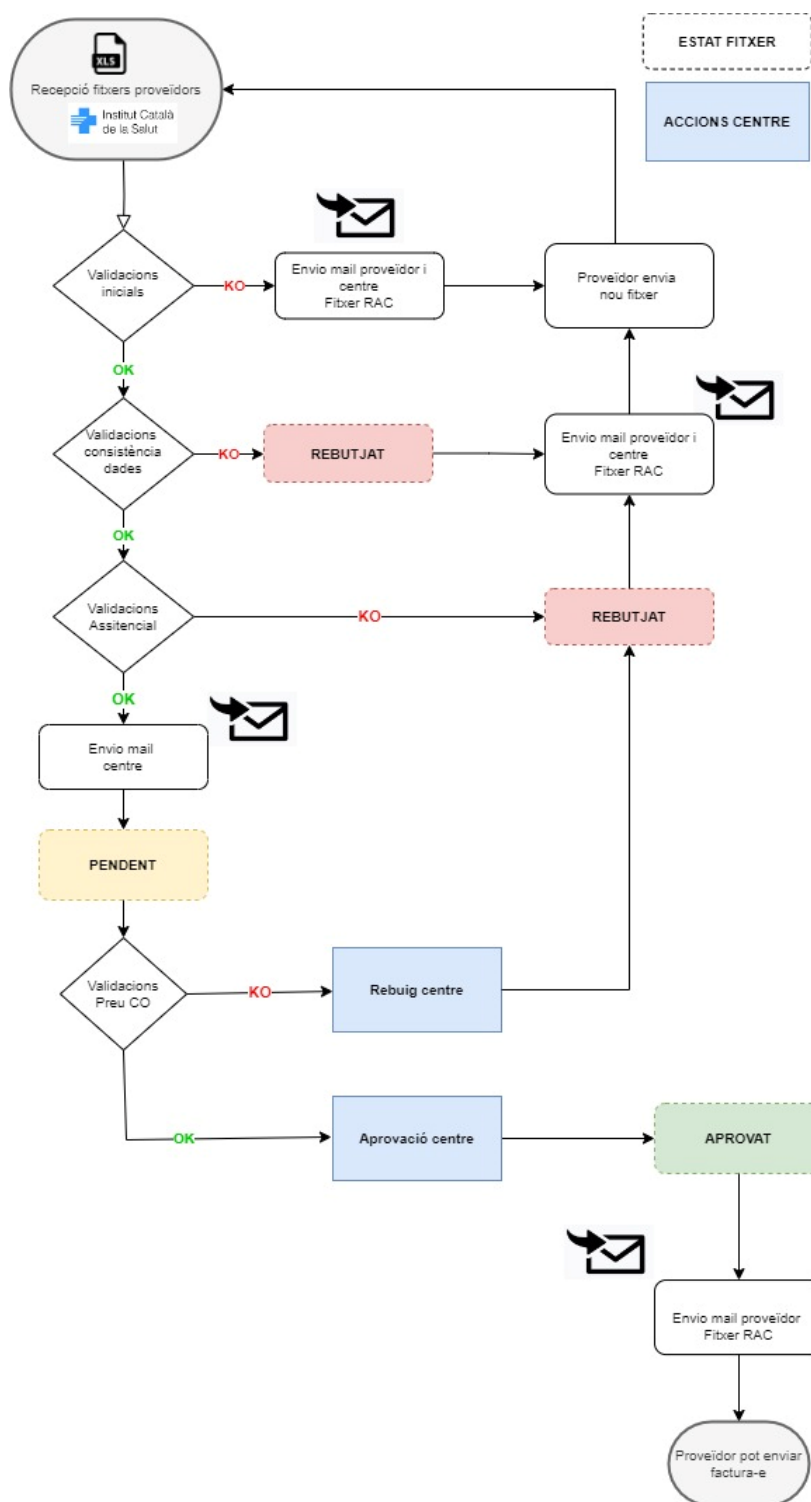 ESTAT FITXER
ACCIONS CENTRE
XLS
Recepció fitxers proveïdors
Institut Català
de la Salut
Validacions
inicials
KO
Envio mail proveïdor i
centre
Fitxer RAC
Proveïdor envia
nou fitxer
OK
Validacions
consistència
dades
KO
REBUTJAT
Envio mail proveïdor i
centre
Fitxer RAC
OK
Validacions
Assitencial
KO
REBUTJAT
OK
Envio mail
centre
PENDENT
Validacions
Preu CO
KO
Rebuig centre
OK
Aprovació centre
APROVAT
Envio mail proveïdor
Fitxer RAC
Proveïdor pot enviar
factura-e